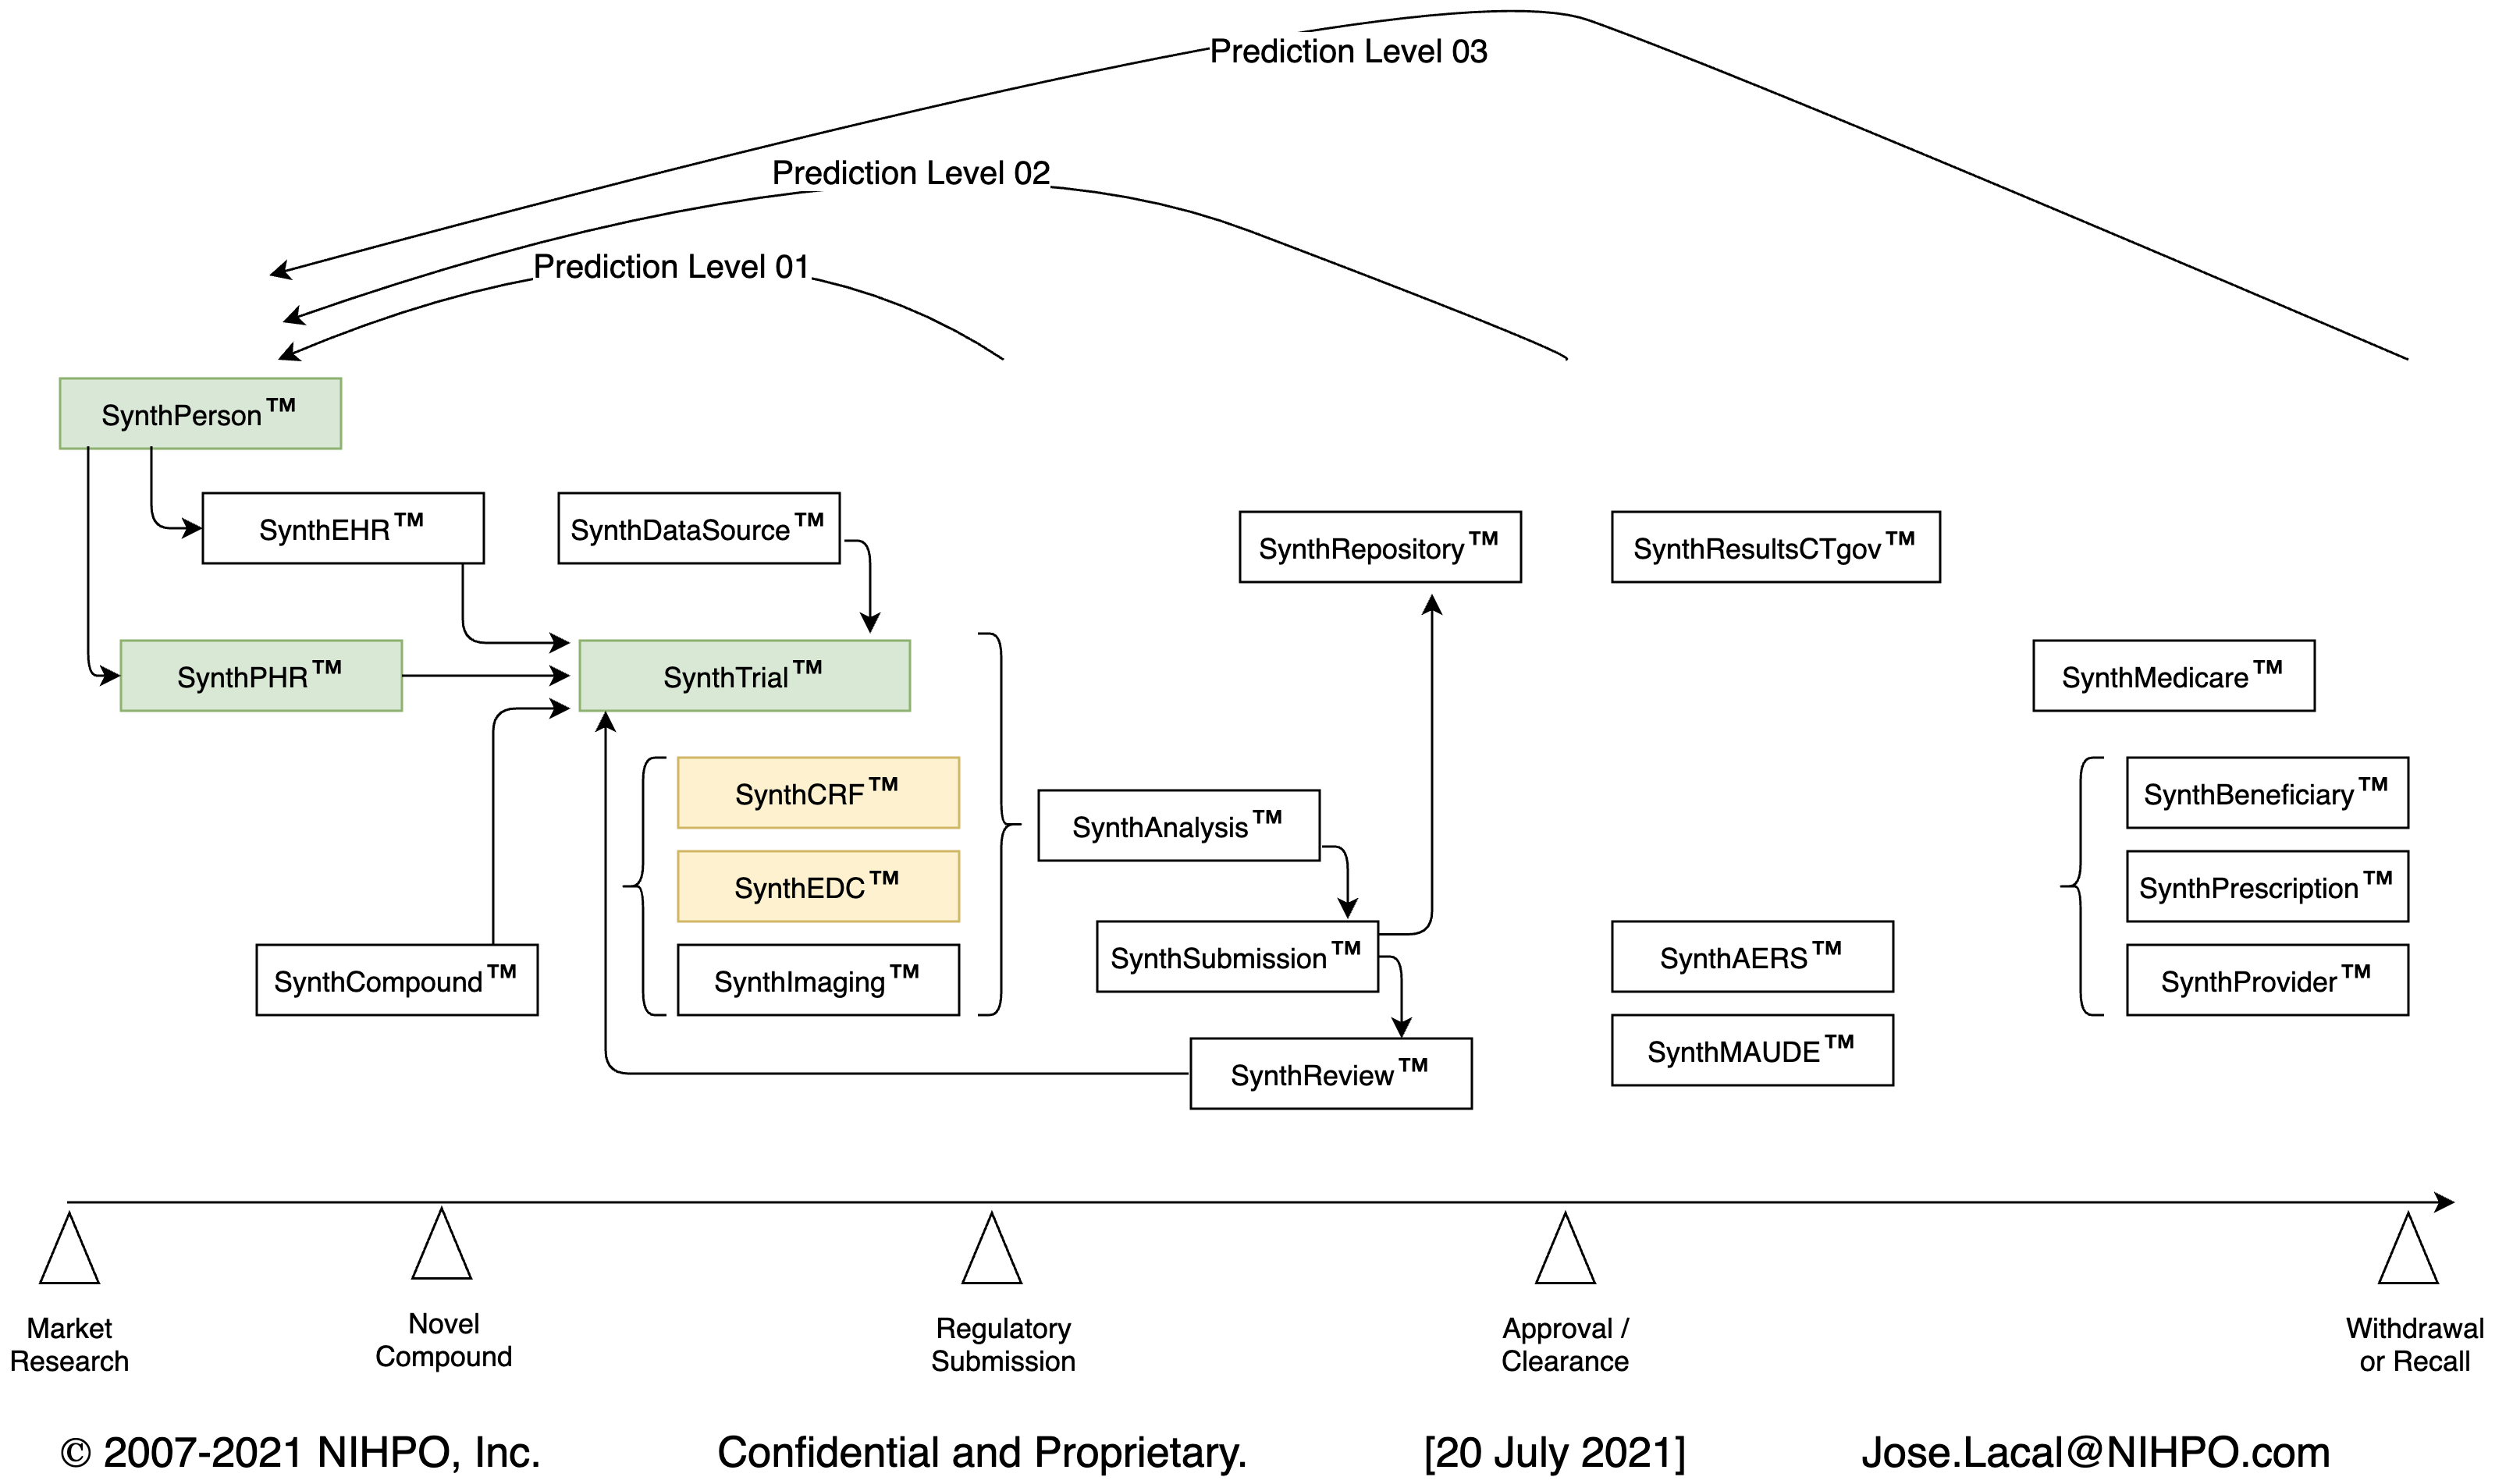 Prediction Level 03
Prediction Level 02
Prediction Level 01
SynthPerson™
SynthEHR™
SynthDataSource™
SynthRepository™
SynthResultsCTgov™
SynthPHR™
SynthTrial™
SynthMedicare™
SynthCRF™
SynthBeneficiary™
SynthAnalysis™
SynthEDC™
SynthPrescription™
SynthSubmission™
SynthAERS™
SynthCompound™
SynthImaging™
SynthProvider™
SynthReview™
SynthMAUDE™
Market
Research
Novel
Compound
Regulatory
Submission
Approval /
Clearance
Withdrawal
or Recall
© 2007-2021 NIHPO, Inc.
Confidential and Proprietary.
[20 July 2021]
Jose.Lacal@NIHPO.com